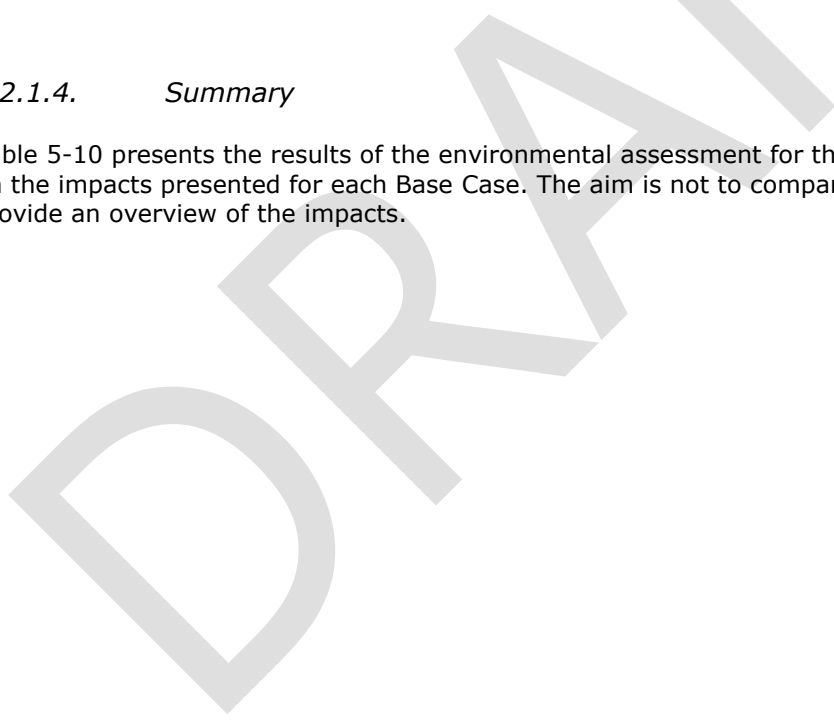 2.1.4. Summary
ble 5-10 presents the results of the environmental assessment for th
the impacts presented for each Base Case. The aim is not to compar
ovide an overview of the impacts.
DRA